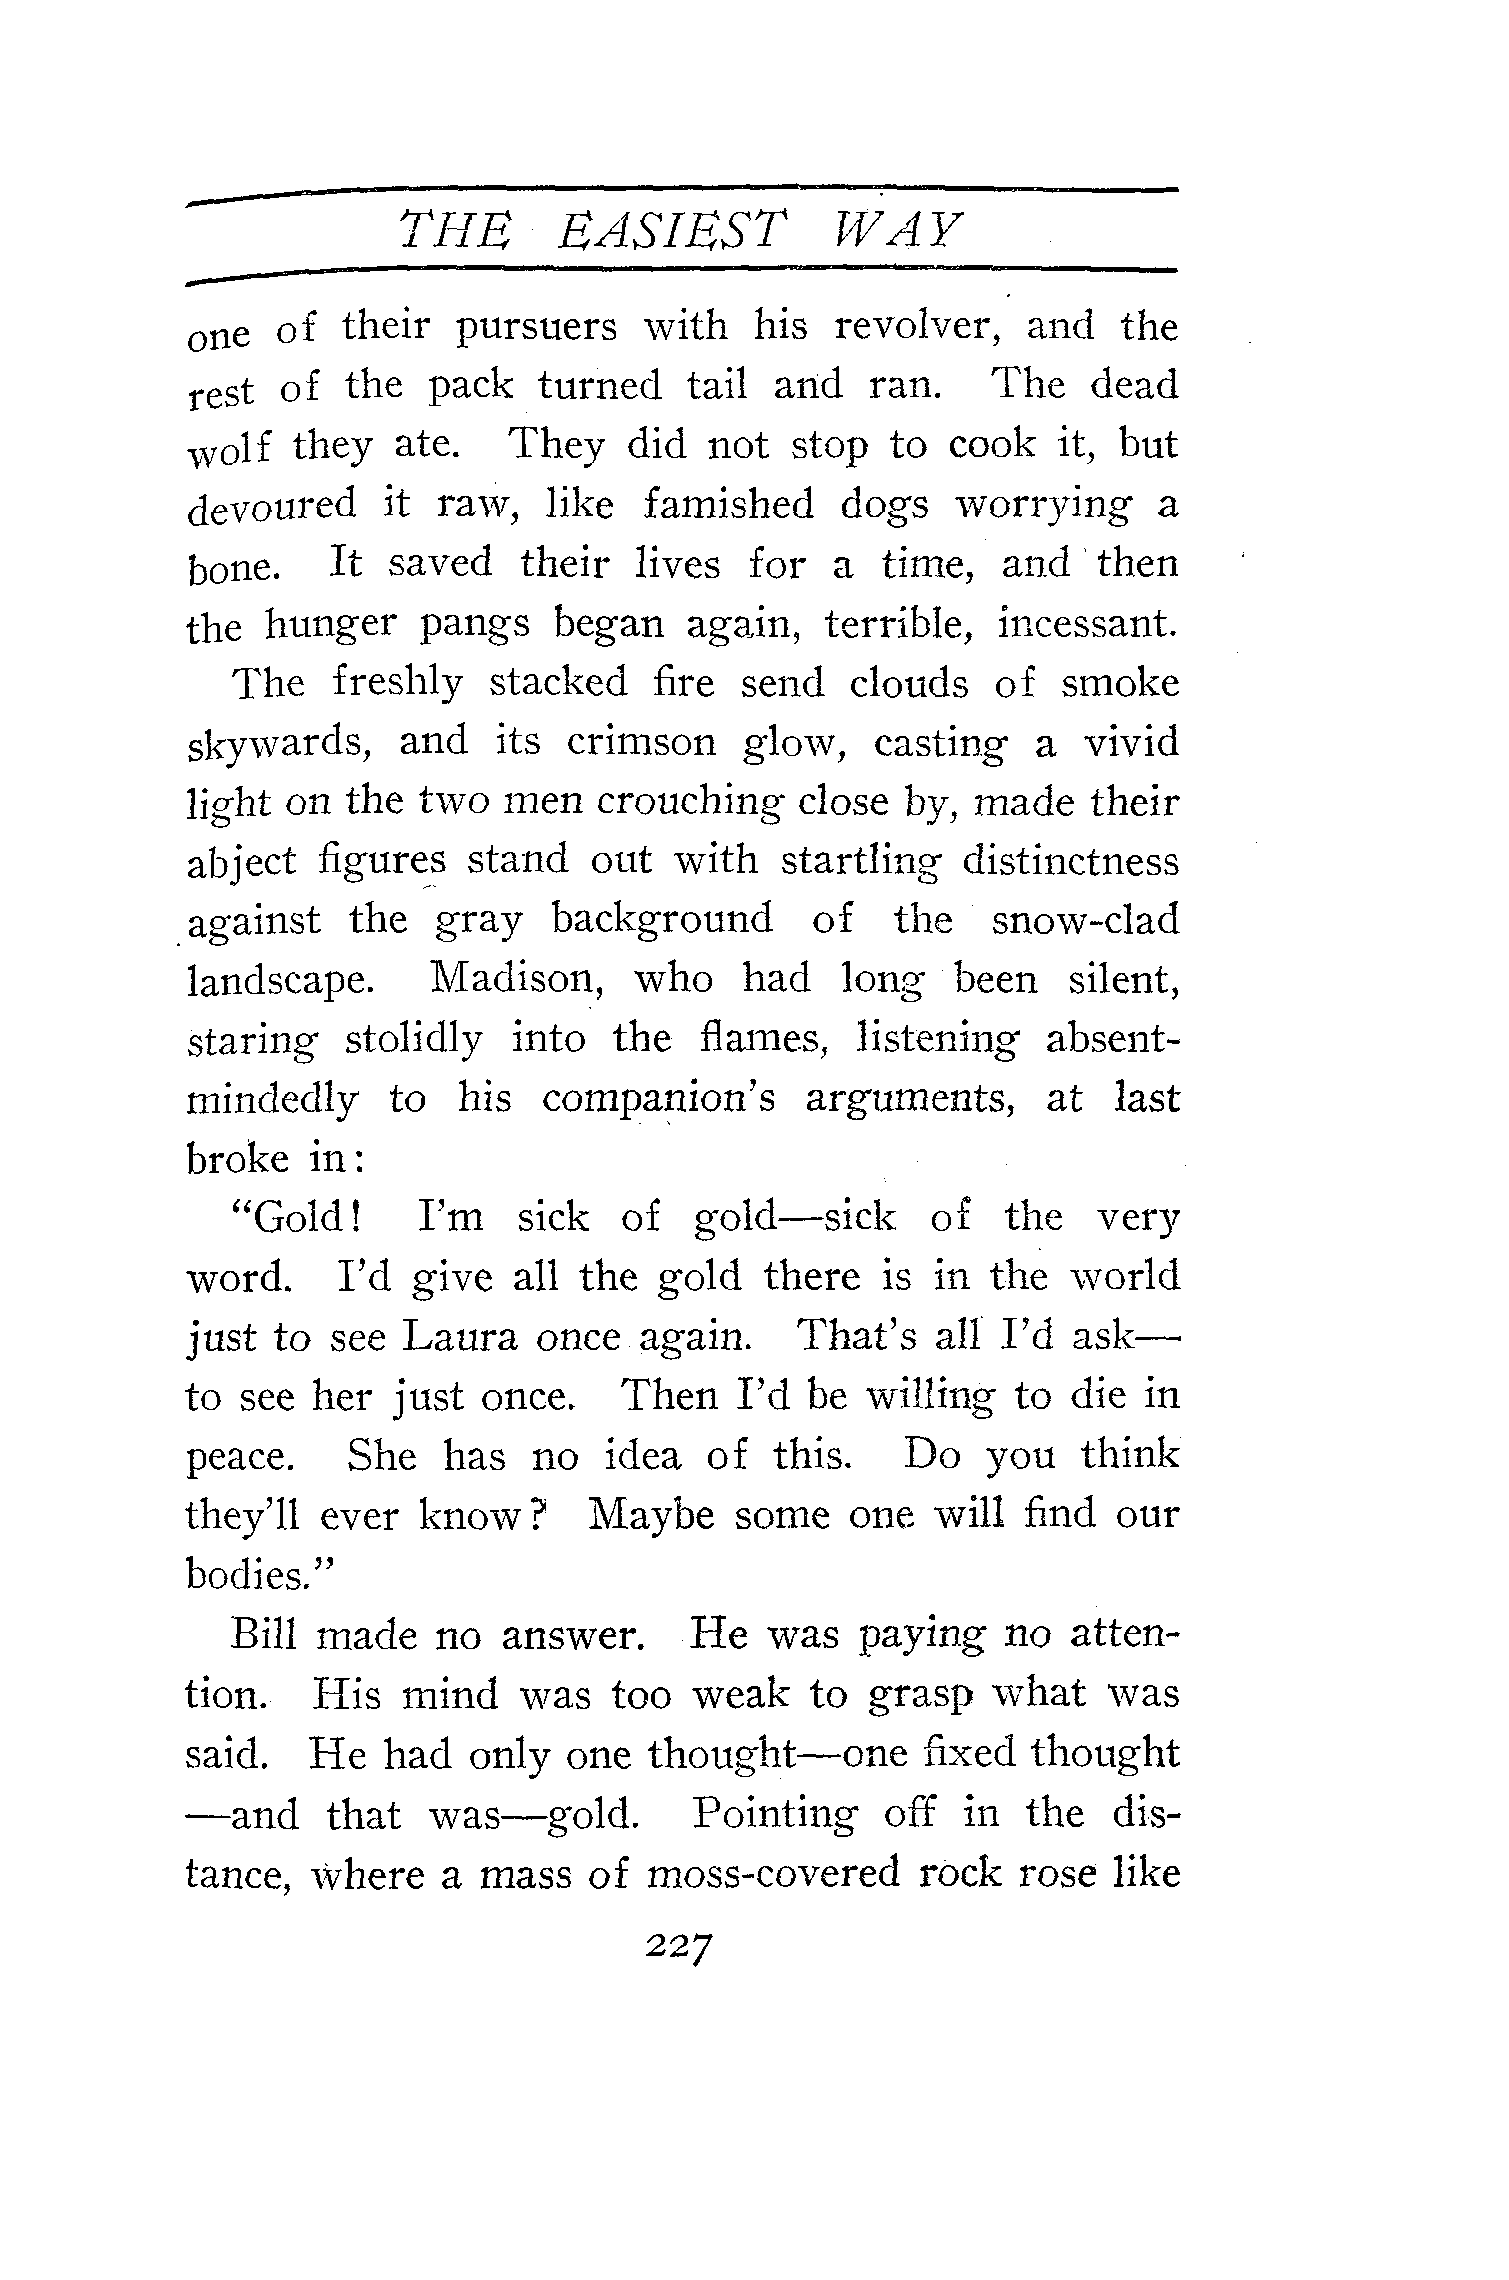 THE EASIEST WAY
one of their pursuers with his revolver, and the
rest of the pack turned tail and ran. The dead
wolf they ate. They did not stop to cook it, but
devoured it raw, like famished dogs worrying a
bone. It saved their lives for a time, and then
the hunger pangs began again, terrible, incessant.
The freshly stacked fire send clouds of smoke
skywards, and its crimson glow, casting a vivid
light on the two men crouching close by, made their
abject figures stand out with startling distinctness
against the gray background of the snow-clad
landscape. Madison, who had long been silent,
staring stolidly into the flames, listening absent-
mindedly to his companion's arguments, at last
broke in:
"Gold! I'm sick of gold—sick of the very
word. I'd give all the gold there is in the world
just to see Laura once again. That's all I'd ask—
to see her just once. Then I'd be willing to die in
peace. She has no idea of this. Do you think
they'll ever know? Maybe some one will find our
bodies."
Bill made no answer. He was paying no atten-
tion. His mind was too weak to grasp what was
said. He had only one thought—one fixed thought
—and that was—gold. Pointing off in the dis-
tance, where a mass of moss-covered rock rose like
227